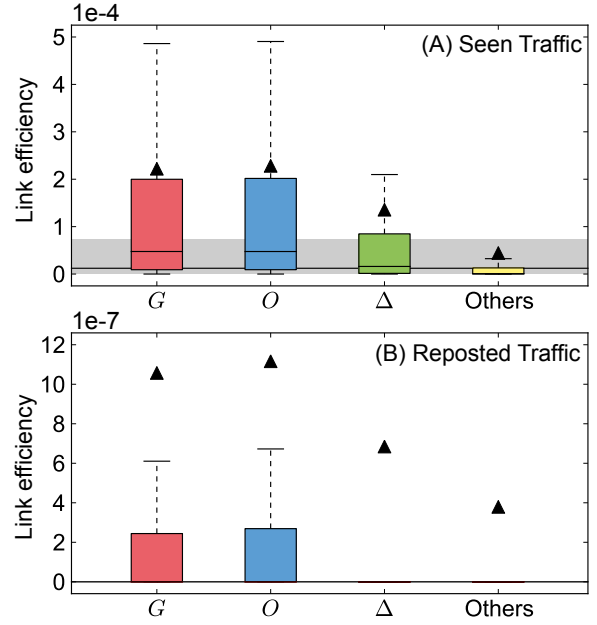 1e-4
(A) Seen Traffic
Link efficiency
5
4
3
2
1
0
G O Δ Others
1e-7
(B) Reposted Traffic
Link efficiency
12
10
8
6
4
2
0
G O Δ Others